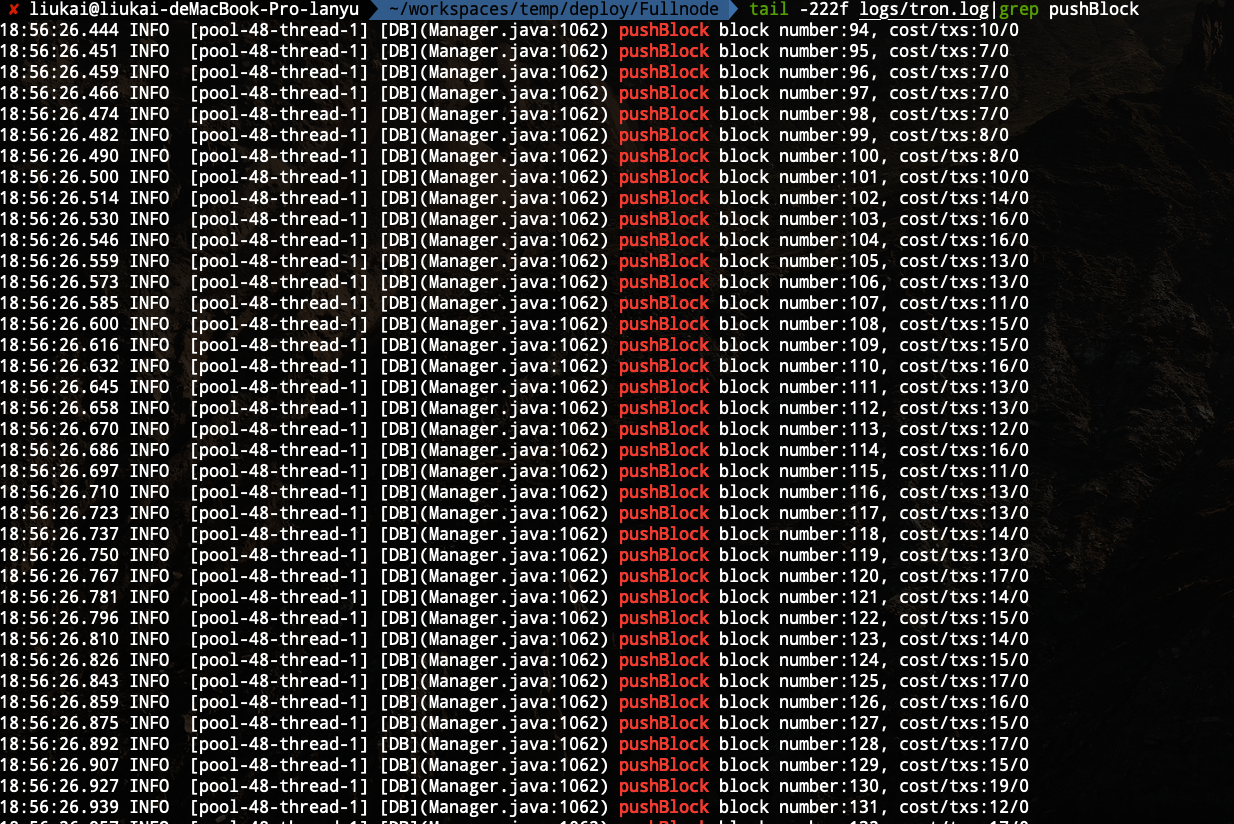 ✘ liukai@liukai-deMacBook-Pro-lanyu ~/workspaces/temp/deploy/Fullnode tail -222f logs/tron.log|grep pushBlock
18:56:26.444 INFO [pool-48-thread-1] [DB](Manager.java:1062) pushBlock block number:94, cost/txs:10/0
18:56:26.451 INFO [pool-48-thread-1] [DB](Manager.java:1062) pushBlock block number:95, cost/txs:7/0
18:56:26.459 INFO [pool-48-thread-1] [DB](Manager.java:1062) pushBlock block number:96, cost/txs:7/0
18:56:26.466 INFO [pool-48-thread-1] [DB](Manager.java:1062) pushBlock block number:97, cost/txs:7/0
18:56:26.474 INFO [pool-48-thread-1] [DB](Manager.java:1062) pushBlock block number:98, cost/txs:7/0
18:56:26.482 INFO [pool-48-thread-1] [DB](Manager.java:1062) pushBlock block number:99, cost/txs:8/0
18:56:26.490 INFO [pool-48-thread-1] [DB](Manager.java:1062) pushBlock block number:100, cost/txs:8/0
18:56:26.500 INFO [pool-48-thread-1] [DB](Manager.java:1062) pushBlock block number:101, cost/txs:10/0
18:56:26.514 INFO [pool-48-thread-1] [DB](Manager.java:1062) pushBlock block number:102, cost/txs:14/0
18:56:26.530 INFO [pool-48-thread-1] [DB](Manager.java:1062) pushBlock block number:103, cost/txs:16/0
18:56:26.546 INFO [pool-48-thread-1] [DB](Manager.java:1062) pushBlock block number:104, cost/txs:16/0
18:56:26.559 INFO [pool-48-thread-1] [DB](Manager.java:1062) pushBlock block number:105, cost/txs:13/0
18:56:26.573 INFO [pool-48-thread-1] [DB](Manager.java:1062) pushBlock block number:106, cost/txs:13/0
18:56:26.585 INFO [pool-48-thread-1] [DB](Manager.java:1062) pushBlock block number:107, cost/txs:11/0
18:56:26.600 INFO [pool-48-thread-1] [DB](Manager.java:1062) pushBlock block number:108, cost/txs:15/0
18:56:26.616 INFO [pool-48-thread-1] [DB](Manager.java:1062) pushBlock block number:109, cost/txs:15/0
18:56:26.632 INFO [pool-48-thread-1] [DB](Manager.java:1062) pushBlock block number:110, cost/txs:16/0
18:56:26.645 INFO [pool-48-thread-1] [DB](Manager.java:1062) pushBlock block number:111, cost/txs:13/0
18:56:26.658 INFO [pool-48-thread-1] [DB](Manager.java:1062) pushBlock block number:112, cost/txs:13/0
18:56:26.670 INFO [pool-48-thread-1] [DB](Manager.java:1062) pushBlock block number:113, cost/txs:12/0
18:56:26.686 INFO [pool-48-thread-1] [DB](Manager.java:1062) pushBlock block number:114, cost/txs:16/0
18:56:26.697 INFO [pool-48-thread-1] [DB](Manager.java:1062) pushBlock block number:115, cost/txs:11/0
18:56:26.710 INFO [pool-48-thread-1] [DB](Manager.java:1062) pushBlock block number:116, cost/txs:13/0
18:56:26.723 INFO [pool-48-thread-1] [DB](Manager.java:1062) pushBlock block number:117, cost/txs:13/0
18:56:26.737 INFO [pool-48-thread-1] [DB](Manager.java:1062) pushBlock block number:118, cost/txs:14/0
18:56:26.750 INFO [pool-48-thread-1] [DB](Manager.java:1062) pushBlock block number:119, cost/txs:13/0
18:56:26.767 INFO [pool-48-thread-1] [DB](Manager.java:1062) pushBlock block number:120, cost/txs:17/0
18:56:26.781 INFO [pool-48-thread-1] [DB](Manager.java:1062) pushBlock block number:121, cost/txs:14/0
18:56:26.796 INFO [pool-48-thread-1] [DB](Manager.java:1062) pushBlock block number:122, cost/txs:15/0
18:56:26.810 INFO [pool-48-thread-1] [DB](Manager.java:1062) pushBlock block number:123, cost/txs:14/0
18:56:26.826 INFO [pool-48-thread-1] [DB](Manager.java:1062) pushBlock block number:124, cost/txs:15/0
18:56:26.843 INFO [pool-48-thread-1] [DB](Manager.java:1062) pushBlock block number:125, cost/txs:17/0
18:56:26.859 INFO [pool-48-thread-1] [DB](Manager.java:1062) pushBlock block number:126, cost/txs:16/0
18:56:26.875 INFO [pool-48-thread-1] [DB](Manager.java:1062) pushBlock block number:127, cost/txs:15/0
18:56:26.892 INFO [pool-48-thread-1] [DB](Manager.java:1062) pushBlock block number:128, cost/txs:17/0
18:56:26.907 INFO [pool-48-thread-1] [DB](Manager.java:1062) pushBlock block number:129, cost/txs:15/0
18:56:26.927 INFO [pool-48-thread-1] [DB](Manager.java:1062) pushBlock block number:130, cost/txs:19/0
18:56:26.939 INFO [pool-48-thread-1] [DB](Manager.java:1062) pushBlock block number:131, cost/txs:12/0